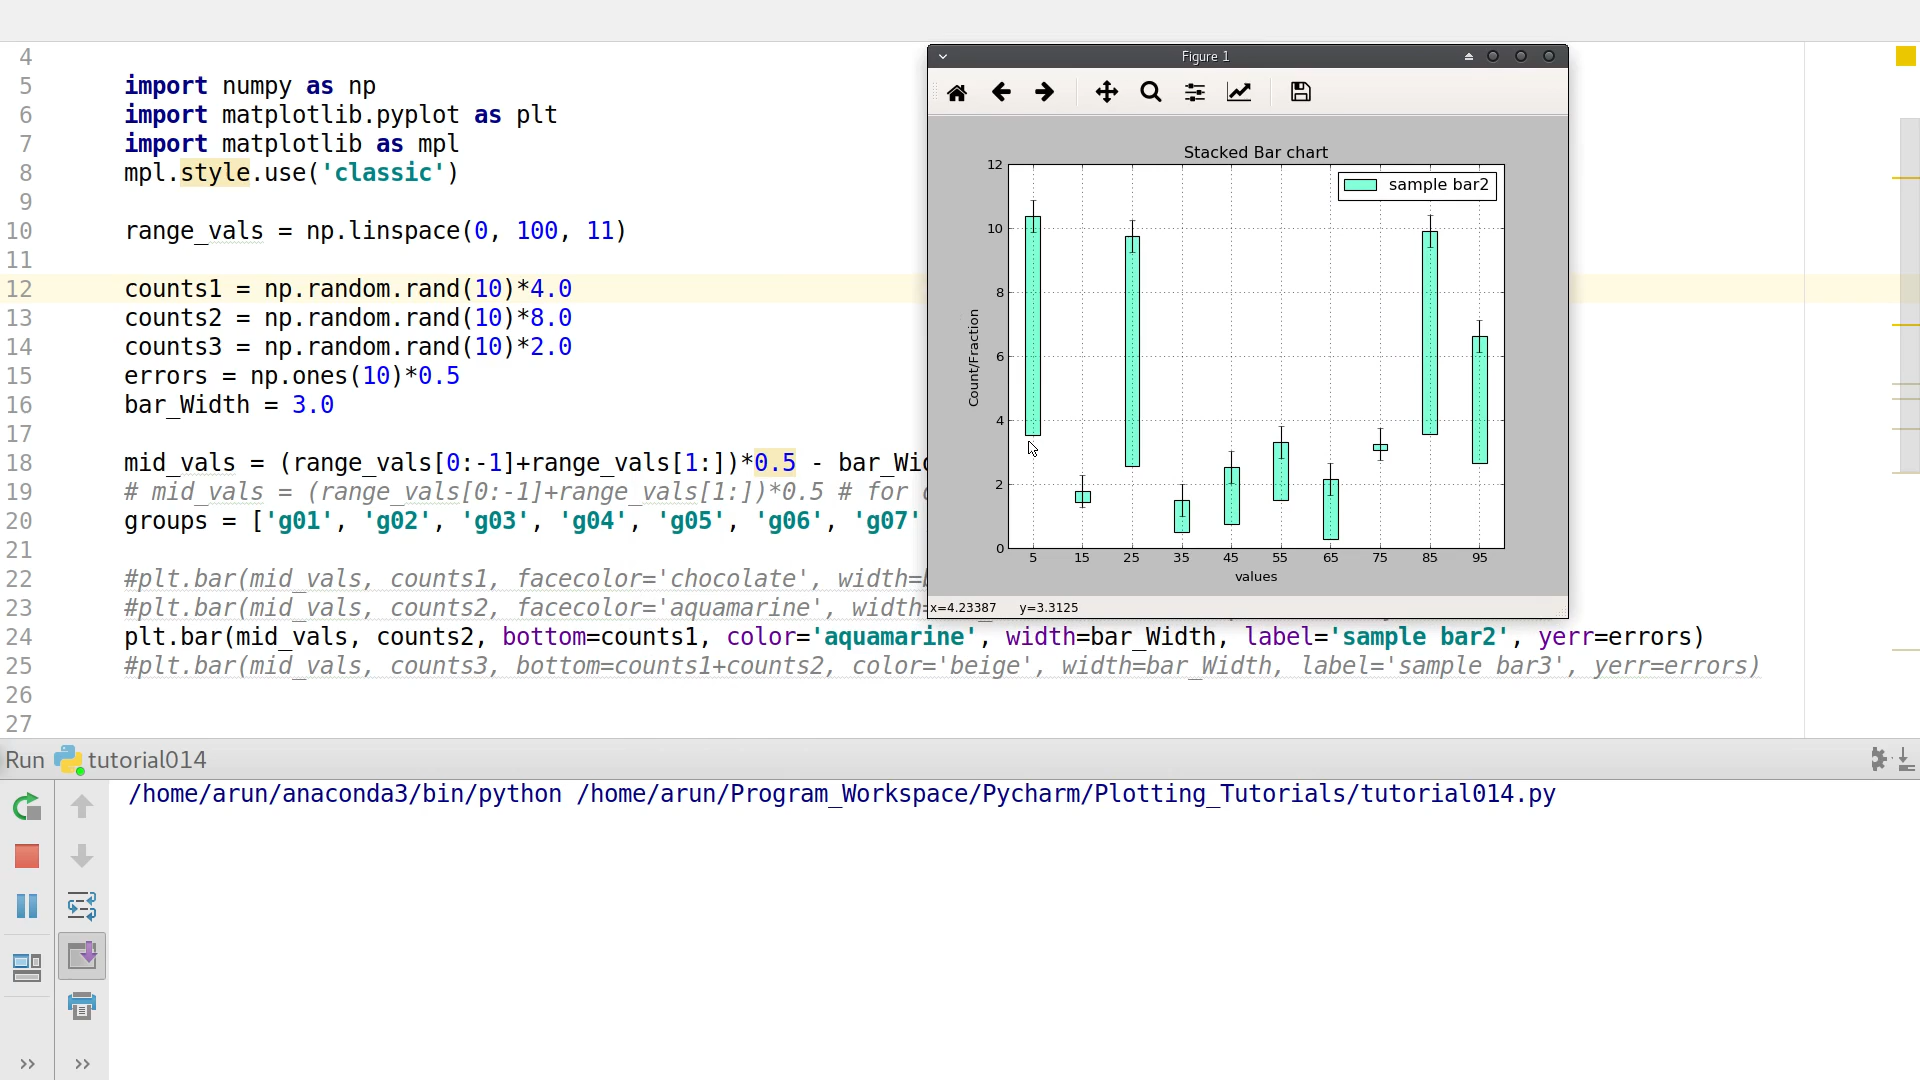 4
5 import numpy as np
6 import matplotlib.pyplot as plt
7 import matplotlib as mpl
8 mpl.style.use('classic')
9
10 range_vals = np.linspace(0, 100, 11)
11
12 counts1 = np.random.rand(10)*4.0
13 counts2 = np.random.rand(10)*8.0
14 counts3 = np.random.rand(10)*2.0
15 errors = np.ones(10)*0.5
16 bar_Width = 3.0
17
18 mid_vals = (range_vals[0:-1]+range_vals[1:])*0.5 - bar_Wi
19 # mid_vals = (range_vals[0:-1]+range_vals[1:])*0.5 # for
20 groups = ['g01', 'g02', 'g03', 'g04', 'g05', 'g06', 'g07'
21
22 #plt.bar(mid_vals, counts1, facecolor='chocolate', width=
23 #plt.bar(mid_vals, counts2, facecolor='aquamarine', width=
24 plt.bar(mid_vals, counts2, bottom=counts1, color='aquamarine', width=bar_Width, label='sample bar2', yerr=errors)
25 #plt.bar(mid_vals, counts3, bottom=counts1+counts2, color='beige', width=bar_Width, label='sample bar3', yerr=errors)
26
27
Figure 1
Stacked Bar chart
sample bar2
12
10
8
6
4
2
0
Count/Fraction
5 15 25 35 45 55 65 75 85 95
values
x=4.23387 y=3.3125
Run tutorial014
/home/arun/anaconda3/bin/python /home/arun/Program_Workspace/Pycharm/Plotting_Tutorials/tutorial014.py